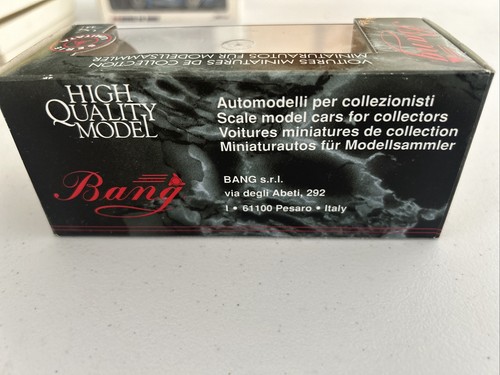 VOITURES MINIATURES DE COLLECTION
MINIATURAUTOS FÜR MODELLSAMMLER
HIGH
QUALITY
MODEL
Automodelli per collezionisti
Scale model cars for collectors
Voitures miniatures de collection
Miniaturautos für Modellsammler
Bang
BANG s.r.l.
via degli Abeti, 292
I • 61100 Pesaro • Italy